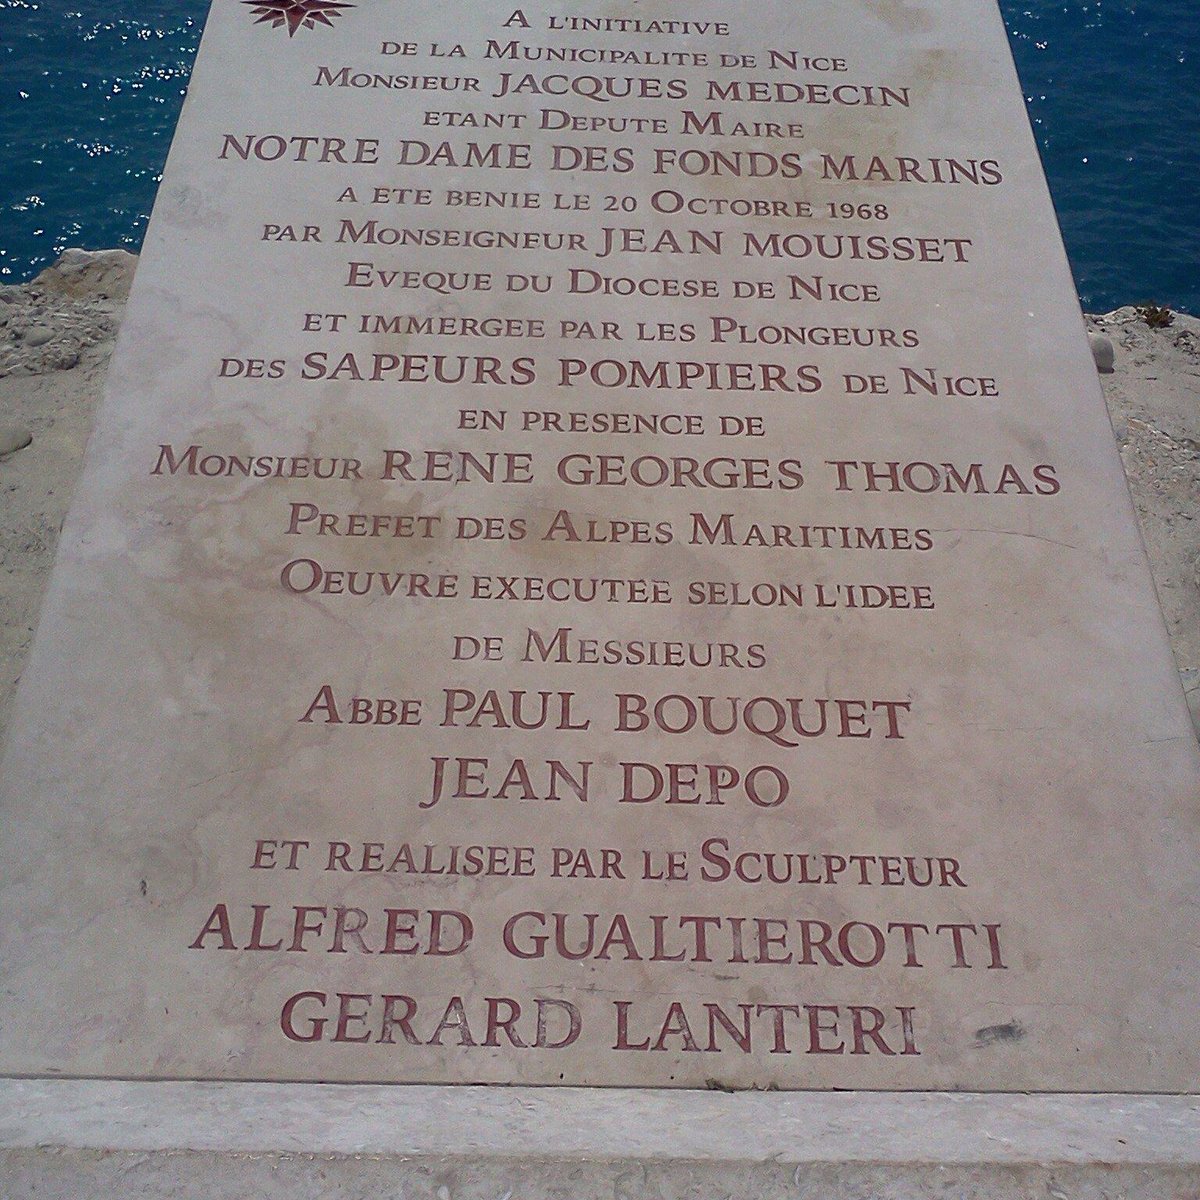 A L'INITIATIVE
DE LA MUNICIPALITE DE NICE
MONSIEUR JACQUES MEDECIN
ETANT DEPUTE MAIRE
NOTRE DAME DES FONDS MARINS
A ETE BENIE LE 20 OCTOBRE 1968
PAR MONSEIGNEUR JEAN MOUISSET
EVEQUE DU DIOCESE DE NICE
ET IMMERGEE PAR LES PLONGEURS
DES SAPEURS POMPIERS DE NICE
EN PRESENCE DE
MONSIEUR RENE GEORGES THOMAS
PREFET DES ALPES MARITIMES
OEUVRE EXECUTEE SELON L'IDEE
DE MESSIEURS
ABBE PAUL BOUQUET
JEAN DEPO
ET REALISEE PAR LE SCULPTEUR
ALFRED GUALTIEROTTI
GERARD LANTERI